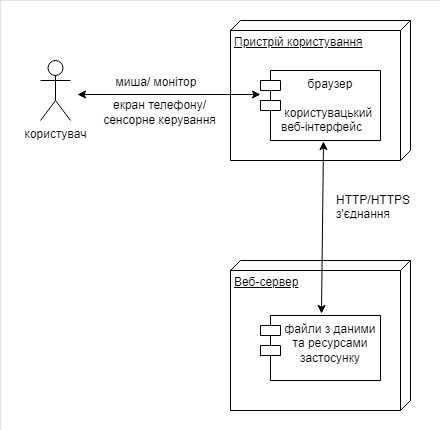 Пристрій користування
миша/ монітор
екран телефону/
сенсорне керування
користувач
браузер
користувацький
веб-інтерфейс
HTTP/HTTPS
з'єднання
Веб-сервер
файли з даними
та ресурсами
застосунку